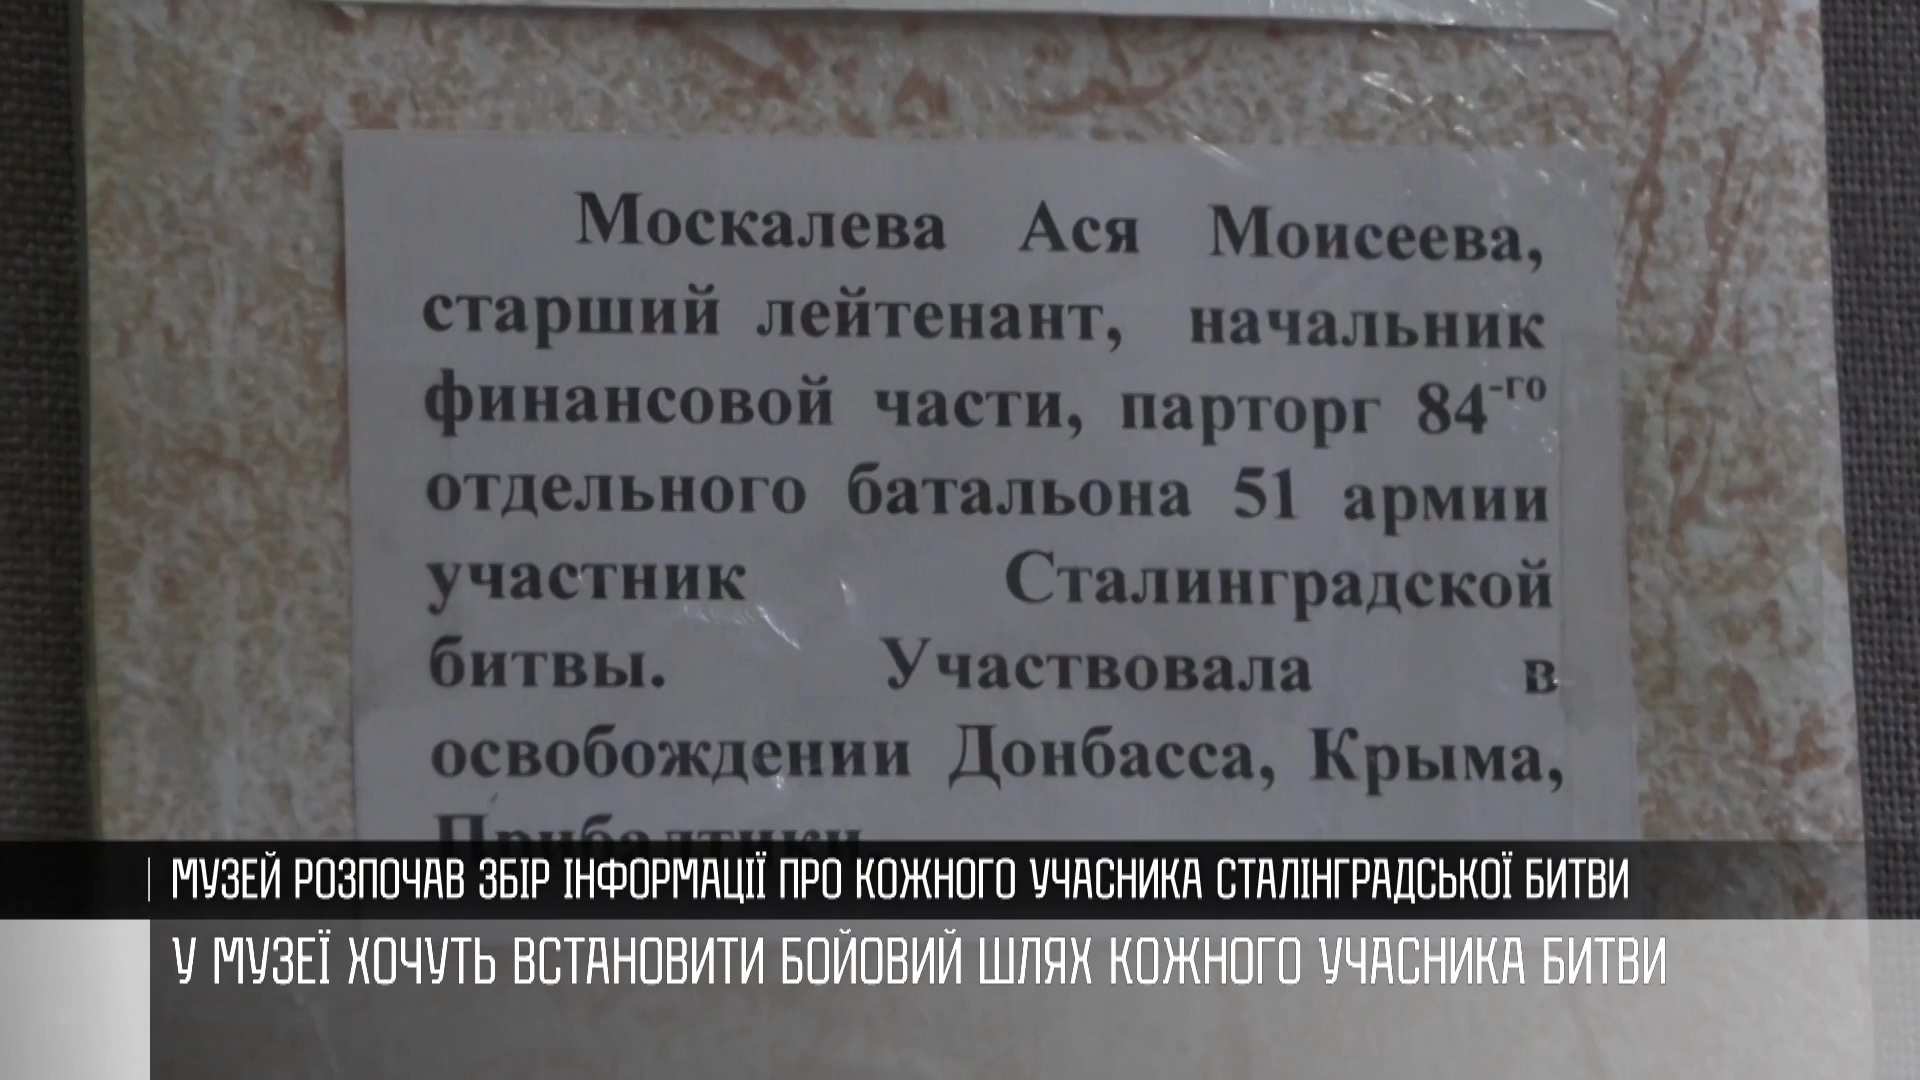 Москалева Ася Моисеева,
старший лейтенант, начальник
финансовой части, парторг 84-го
отдельного батальона 51 армии
участник Сталинградской
битвы. Участвовала в
освобождении Донбасса, Крыма,
Прибалтики
МУЗЕЙ РОЗПОЧАВ ЗБІР ІНФОРМАЦІЇ ПРО КОЖНОГО УЧАСНИКА СТАЛІНГРАДСЬКОЇ БИТВИ
У МУЗЕЇ ХОЧУТЬ ВСТАНОВИТИ БОЙОВИЙ ШЛЯХ КОЖНОГО УЧАСНИКА БИТВИ